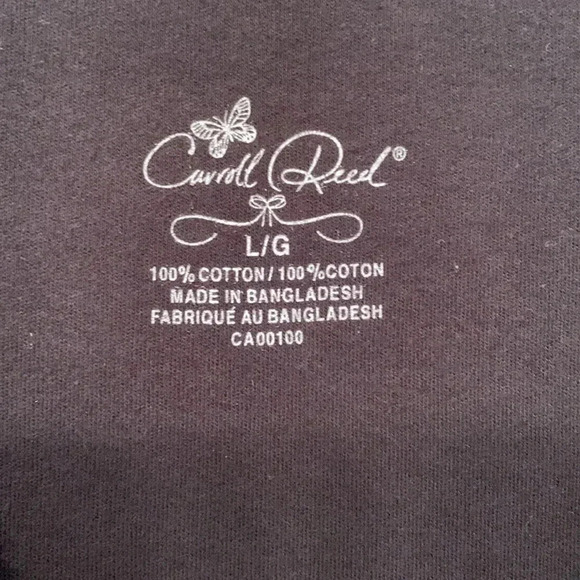 Carroll Reed®
L/G
100% COTTON / 100%COTON
MADE IN BANGLADESH
FABRIQUÉ AU BANGLADESH
CA00100